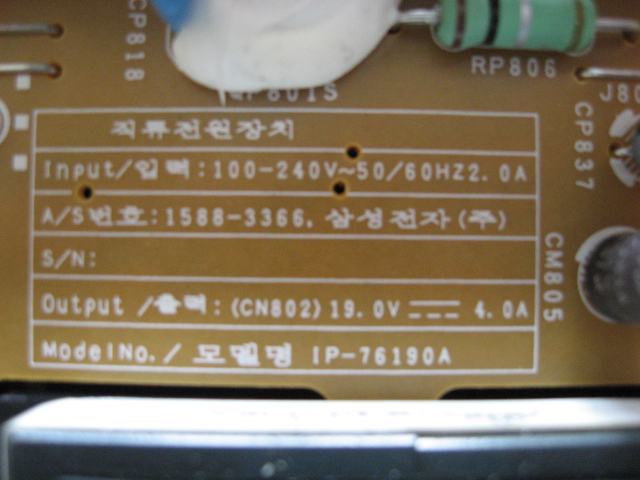 CP818
RP806
J80
CP837
직류전원장치
Input/입력:100-240V~50/60HZ2.0A
A/S번호:1588-3366, 삼성전자(주)
S/N:
Output /출력:(CN802)19.0V ⎓ 4.0A
CM805
ModelNo./ 모델명 IP-76190A